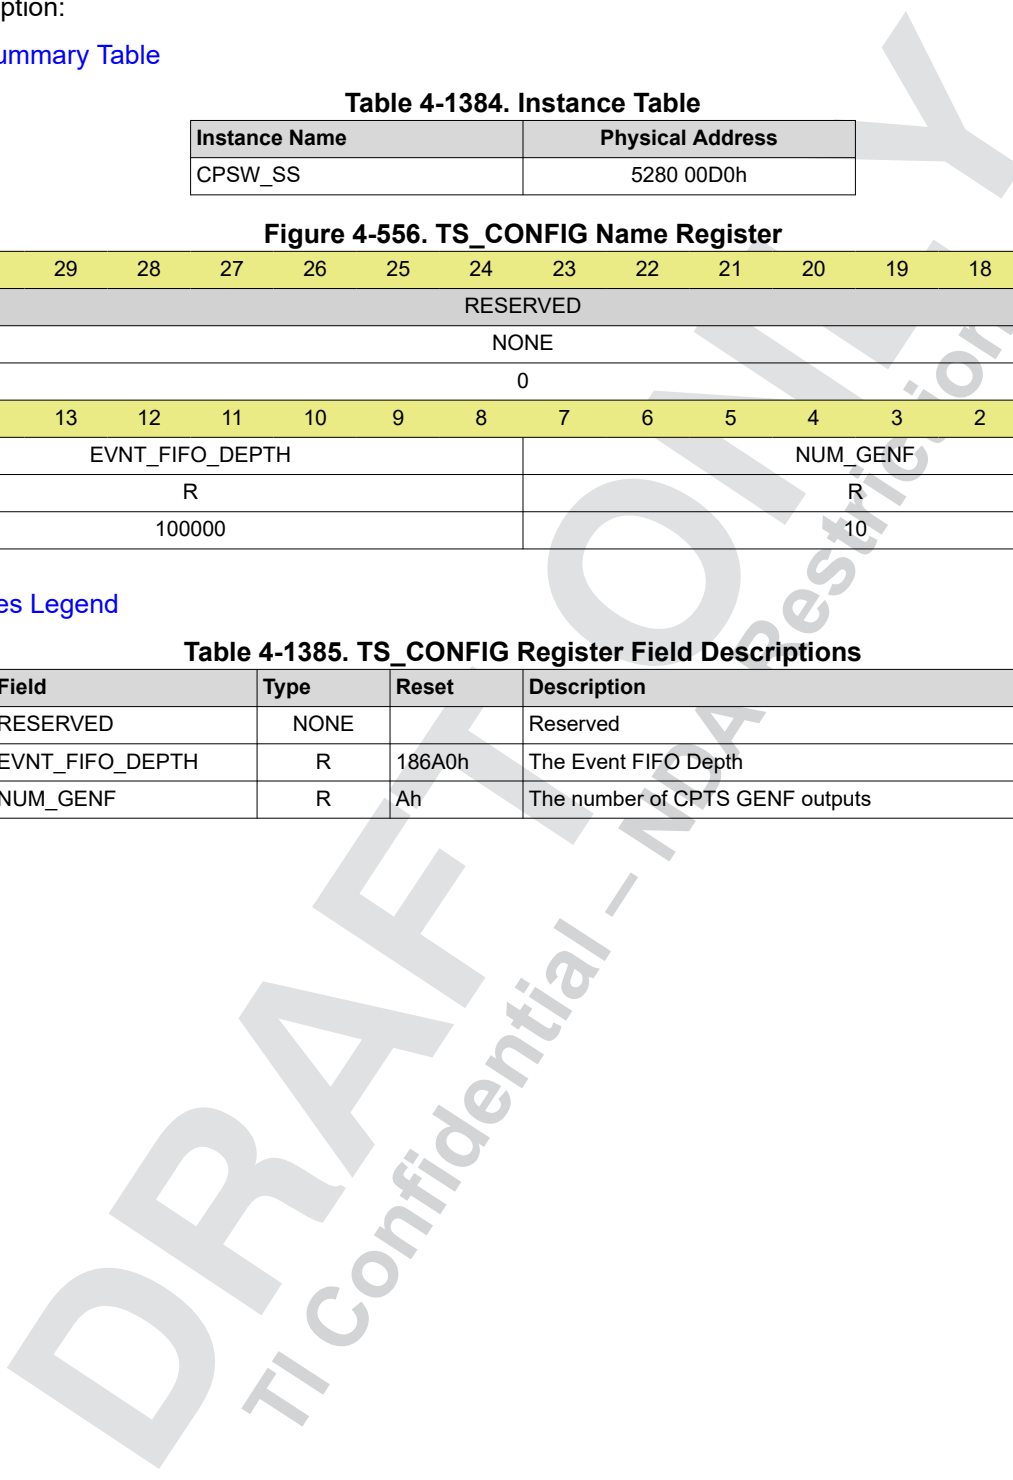 ption:
ummary Table
Table 4-1384. Instance Table
Instance Name Physical Address
CPSW_SS 5280 00D0h
Figure 4-556. TS_CONFIG Name Register
29 28 27 26 25 24 23 22 21 20 19 18
RESERVED
NONE
0
13 12 11 10 9 8 7 6 5 4 3 2
EVNT_FIFO_DEPTH NUM_GENF
R R
100000 10
es Legend
Table 4-1385. TS_CONFIG Register Field Descriptions
Field Type Reset Description
RESERVED NONE Reserved
EVNT_FIFO_DEPTH R 186A0h The Event FIFO Depth
NUM_GENF R Ah The number of CPTS GENF outputs
DRAFT ONLY
TI Confidential – NDA Restriction